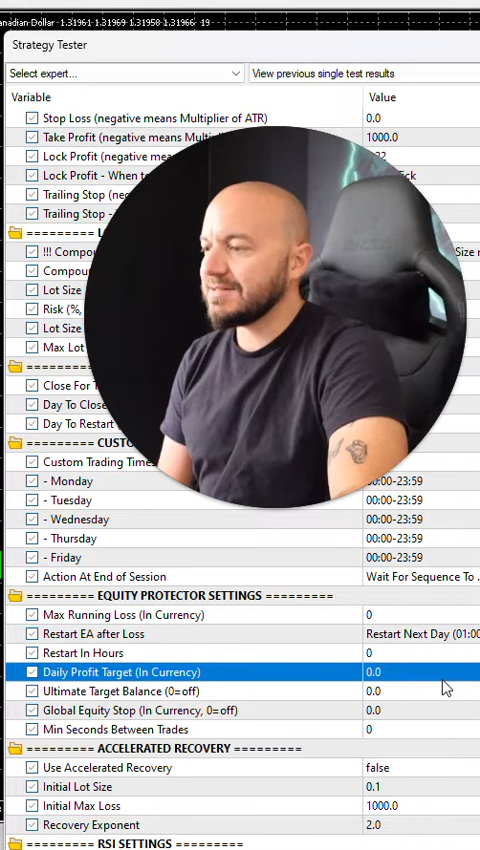 anadian Dollar 1.31961 1.31969 1.31958 1.31966 19
Strategy Tester
Select expert...
View previous single test results
Variable
Value
Stop Loss (negative means Multiplier of ATR)
0.0
Take Profit (negative means
1000.0
Lock Profit (negative me
Lock Profit - When to
Trailing Stop (neg
Trailing Stop -
=========
!!! Compou
Size
Compou
Lot Size
Risk (%,
Lot Size
Max Lot
=========
Close For
Day To Close
Day To Restart
========= CUSTO
Custom Trading Times
- Monday
00:00-23:59
- Tuesday
00:00-23:59
- Wednesday
00:00-23:59
- Thursday
00:00-23:59
- Friday
00:00-23:59
Action At End of Session
Wait For Sequence To .
========= EQUITY PROTECTOR SETTINGS =========
Max Running Loss (In Currency)
0
Restart EA after Loss
Restart Next Day (01:00
Restart In Hours
0
Daily Profit Target (In Currency)
0.0
Ultimate Target Balance (0=off)
0.0
Global Equity Stop (In Currency, 0=off)
0.0
Min Seconds Between Trades
0
========= ACCELERATED RECOVERY =========
Use Accelerated Recovery
false
Initial Lot Size
0.1
Initial Max Loss
1000.0
Recovery Exponent
2.0
========= RSI SETTINGS =========